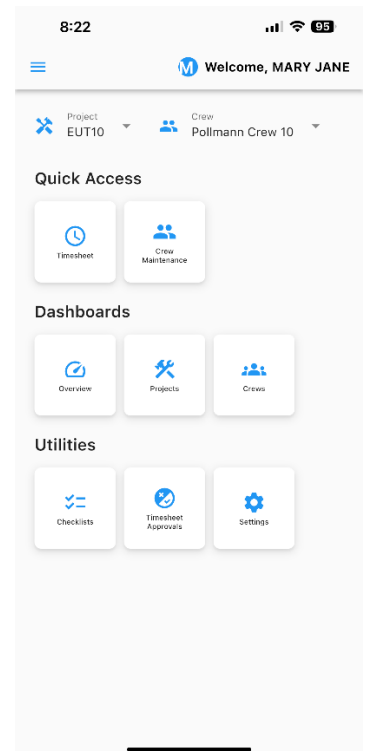 8:22
95
M Welcome, MARY JANE
Project
EUT10
Crew
Pollmann Crew 10
Quick Access
Timesheet
Crew
Maintenance
Dashboards
Overview
Projects
Crews
Utilities
Checklists
Timesheet
Approvals
Settings